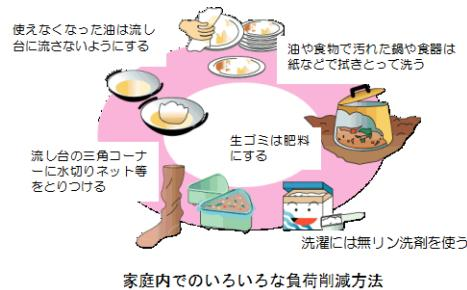 使えなくなった油は流し
台に流さないようにする
油や食物で汚れた鍋や食器は
紙などで拭きとって洗う
生ゴミは肥料
にする
流し台の三角コーナ
ーに水切りネット等
をとりつける
洗濯には無リン洗剤を使う
家庭内でのいろいろな負荷削減方法